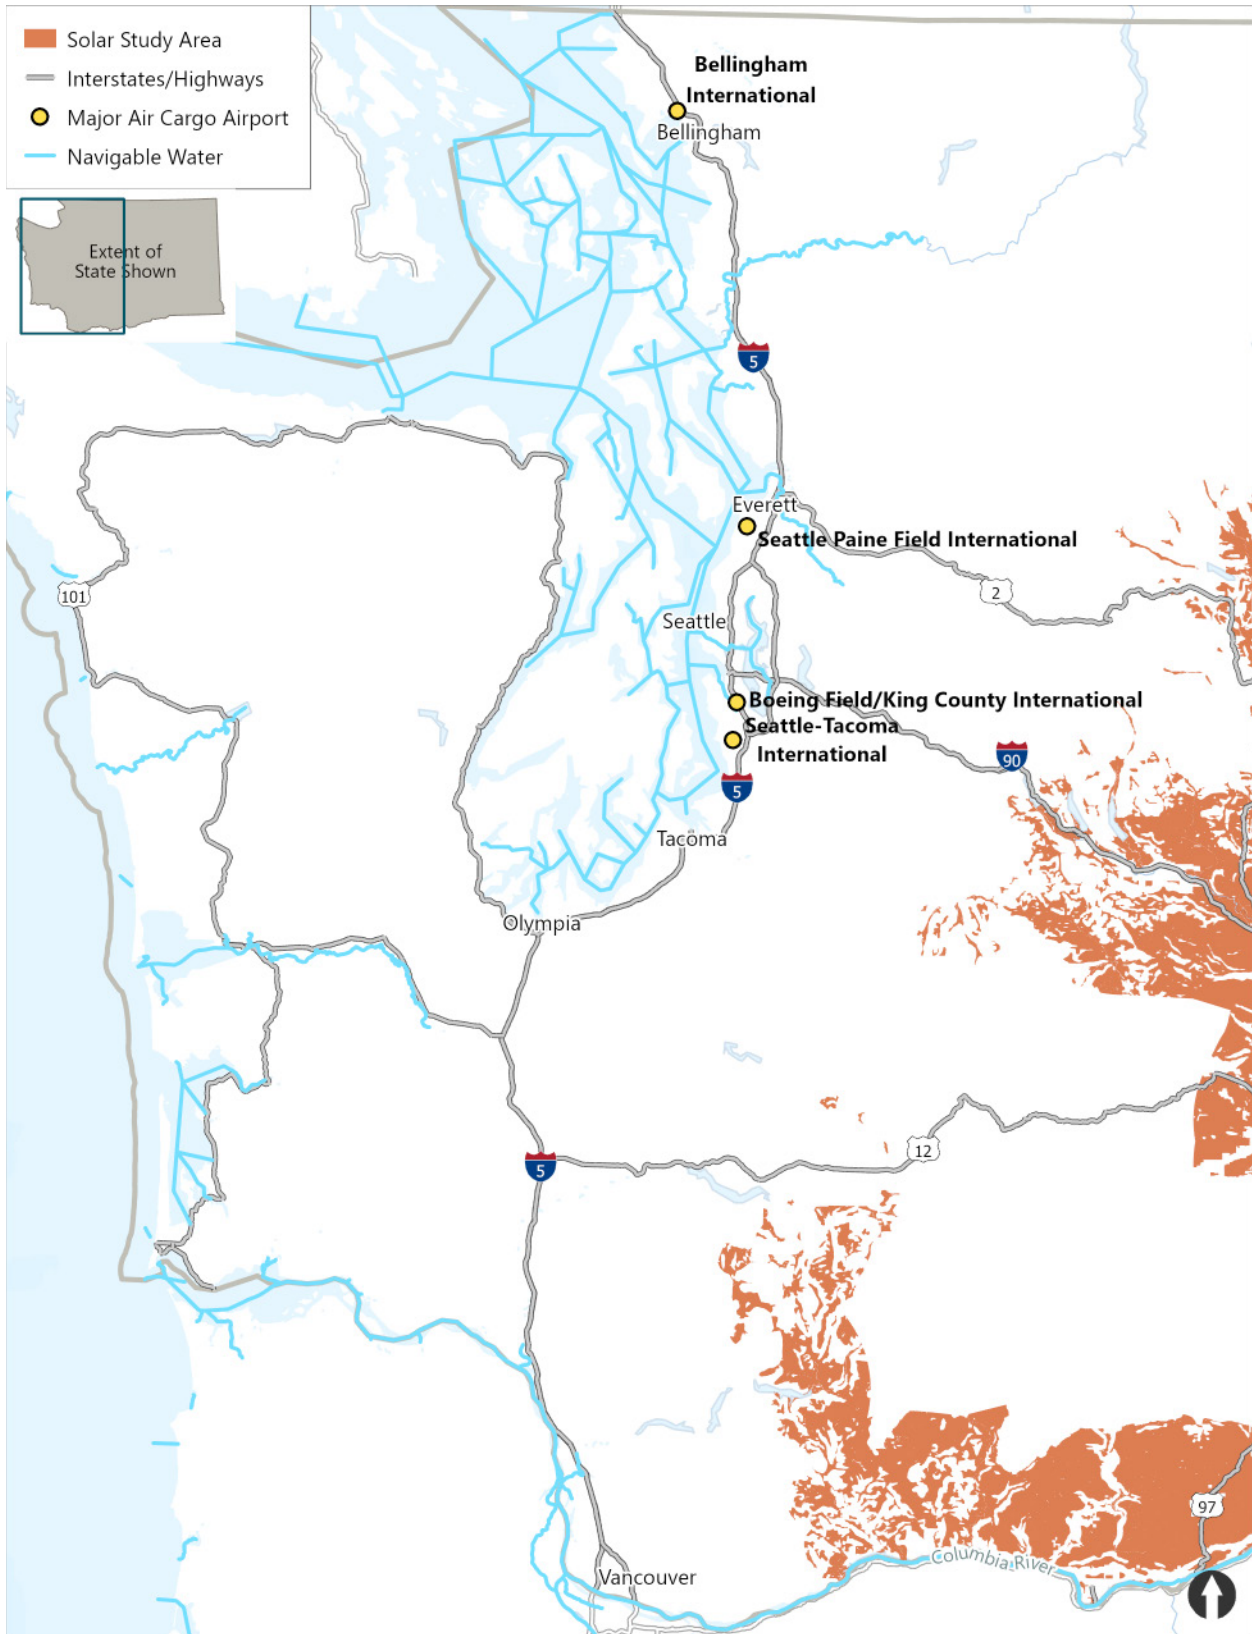 Solar Study Area
Interstates/Highways
Major Air Cargo Airport
Navigable Water
Extent of
State Shown
Bellingham
International
Bellingham
5
Everett
Seattle Paine Field International
101
2
Seattle
Boeing Field/King County International
Seattle-Tacoma
International
90
5
Tacoma
Olympia
12
5
97
Columbia River
Vancouver